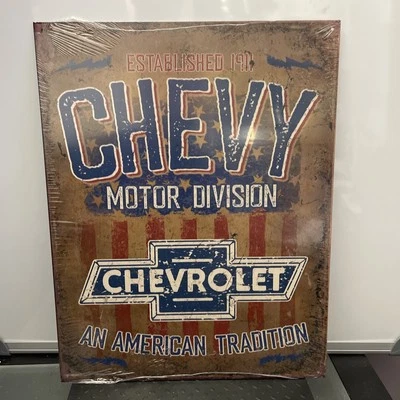 ESTABLISHED 1911
CHEVY
MOTOR DIVISION
CHEVROLET
AN AMERICAN TRADITION